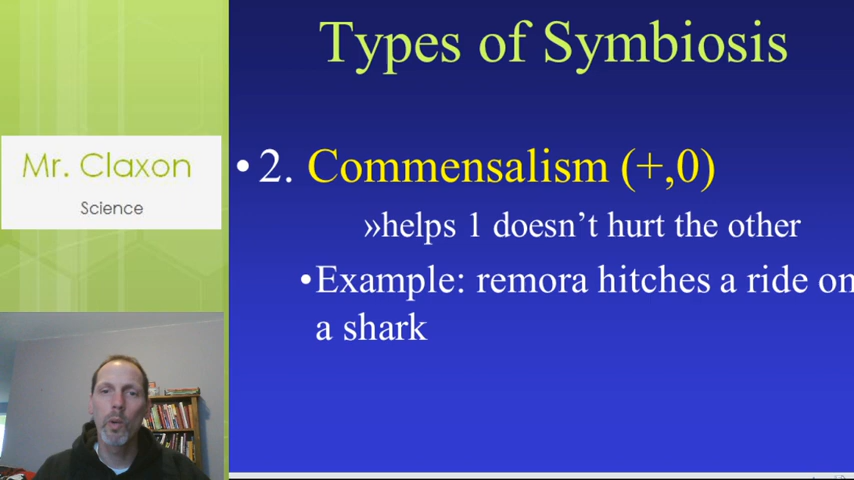 Types of Symbiosis
Mr. Claxon
Science
• 2. Commensalism (+,0)
»helps 1 doesn't hurt the other
•Example: remora hitches a ride on
a shark